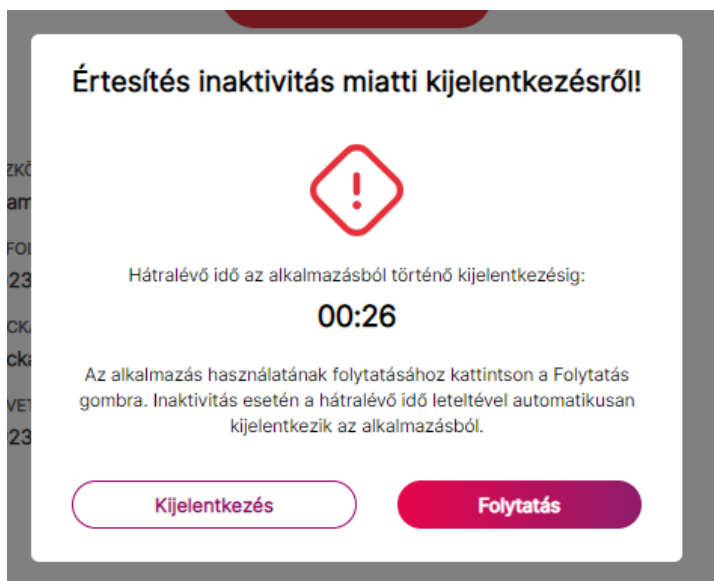 Értesítés inaktivitás miatti kijelentkezésről!
Hátralévő idő az alkalmazásból történő kijelentkezésig:
00:26
Az alkalmazás használatának folytatásához kattintson a Folytatás
gombra. Inaktivitás esetén a hátralévő idő leteltével automatikusan
kijelentkezik az alkalmazásból.
Kijelentkezés
Folytatás